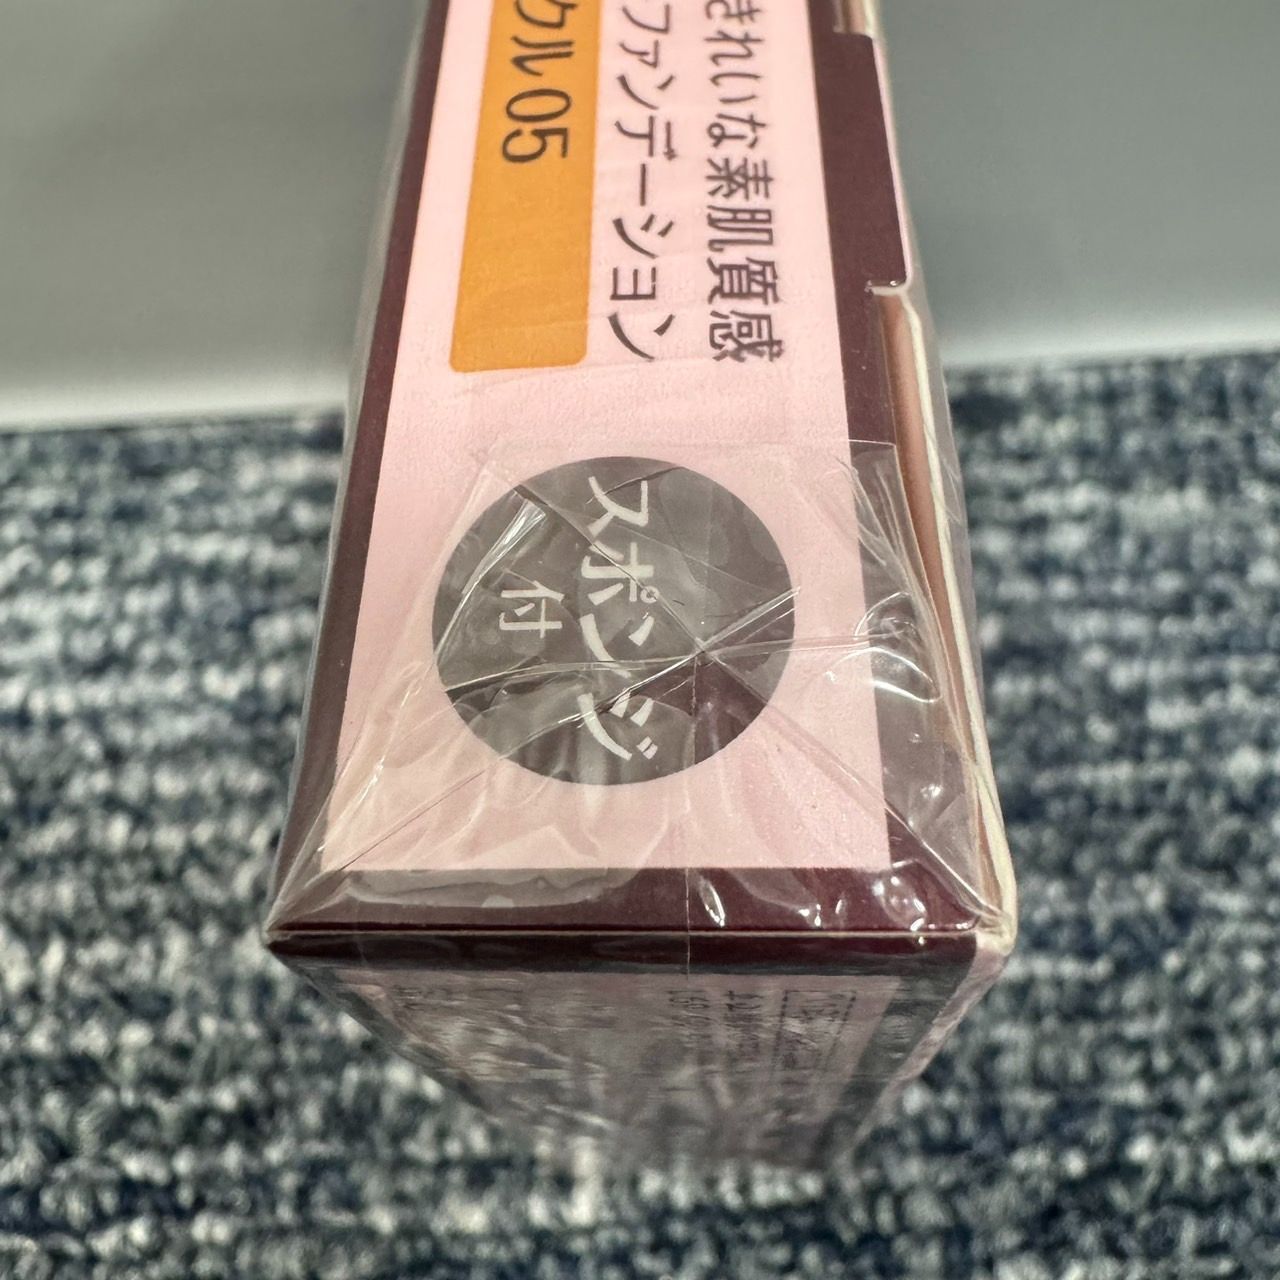 きれいな素肌質感
ファンデーション
クル05
スポンジ
付